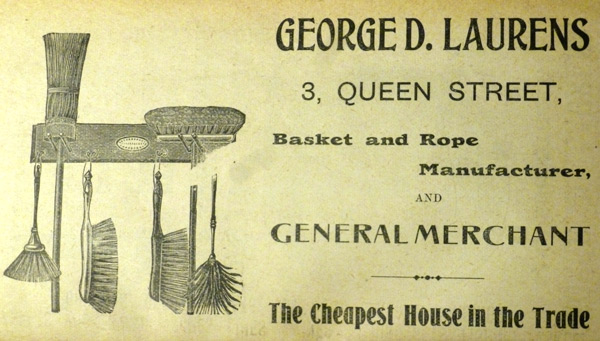 GEORGE D. LAURENS
3, QUEEN STREET,
Basket and Rope
Manufacturer,
AND
GENERAL MERCHANT
The Cheapest House in the Trade